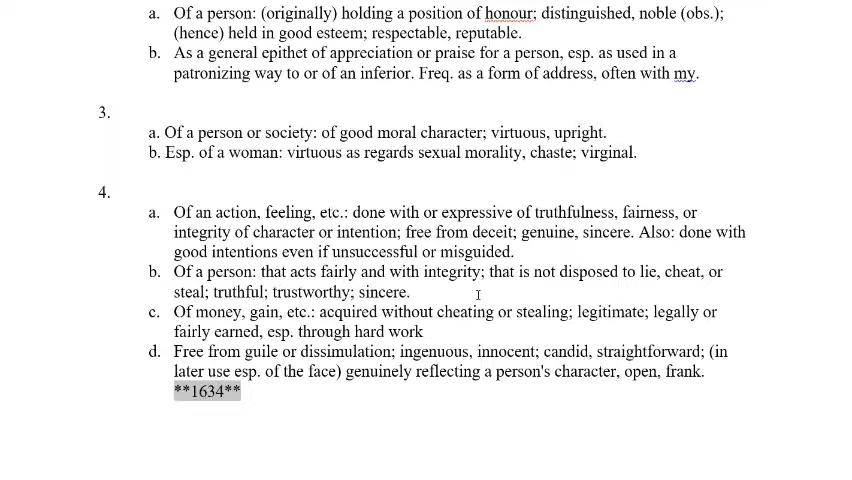 a. Of a person: (originally) holding a position of honour; distinguished, noble (obs.);
(hence) held in good esteem; respectable, reputable.
b. As a general epithet of appreciation or praise for a person, esp. as used in a
patronizing way to or of an inferior. Freq. as a form of address, often with my.
3.
a. Of a person or society: of good moral character; virtuous, upright.
b. Esp. of a woman: virtuous as regards sexual morality, chaste; virginal.
4.
a. Of an action, feeling, etc.: done with or expressive of truthfulness, fairness, or
integrity of character or intention; free from deceit; genuine, sincere. Also: done with
good intentions even if unsuccessful or misguided.
b. Of a person: that acts fairly and with integrity; that is not disposed to lie, cheat, or
steal; truthful; trustworthy; sincere.
c. Of money, gain, etc.: acquired without cheating or stealing; legitimate; legally or
fairly earned, esp. through hard work
d. Free from guile or dissimulation; ingenuous, innocent; candid, straightforward; (in
later use esp. of the face) genuinely reflecting a person's character, open, frank.
**1634**